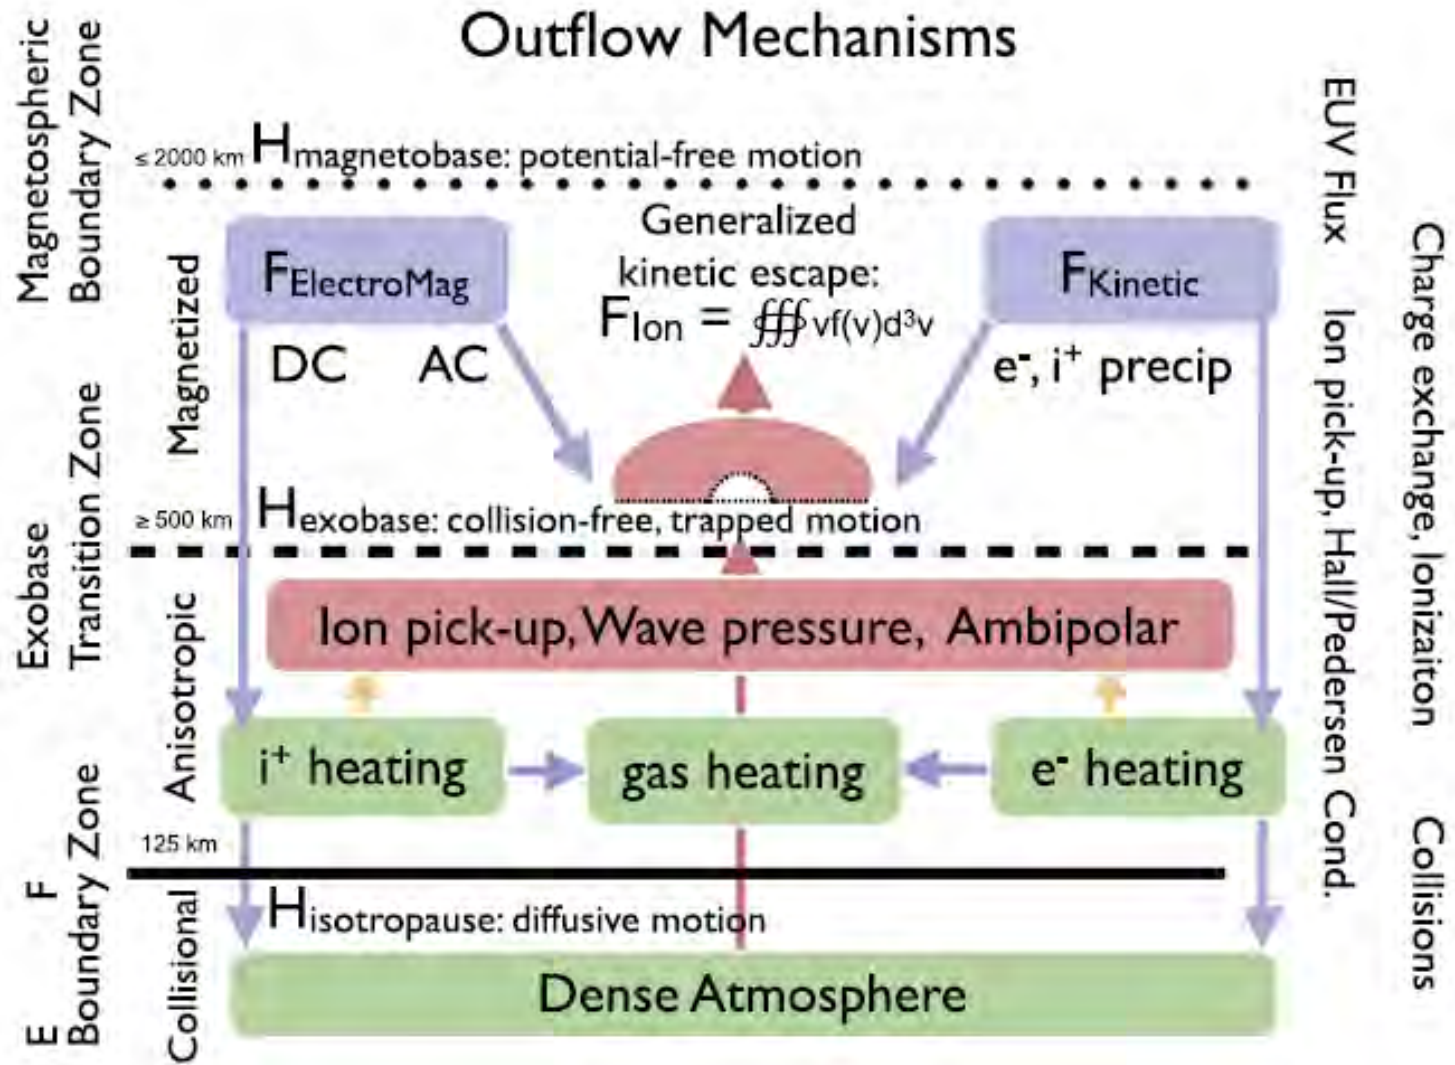 Outflow Mechanisms
Magnetospheric
Boundary Zone
Exobase
Transition Zone
E F
Boundary Zone
Magnetized
Anisotropic
Collisional
≤ 2000 km Hmagnetobase: potential-free motion
FElectroMag
DC AC
Generalized
kinetic escape:
FIon = ∰vf(v)d³v
FKinetic
e⁻, i⁺ precip
≥ 500 km Hexobase: collision-free, trapped motion
Ion pick-up, Wave pressure, Ambipolar
i⁺ heating
gas heating
e⁻ heating
125 km
Hisotropause: diffusive motion
Dense Atmosphere
EUV Flux Ion pick-up, Hall/Pedersen Cond.
Charge exchange, Ionizaiton Collisions